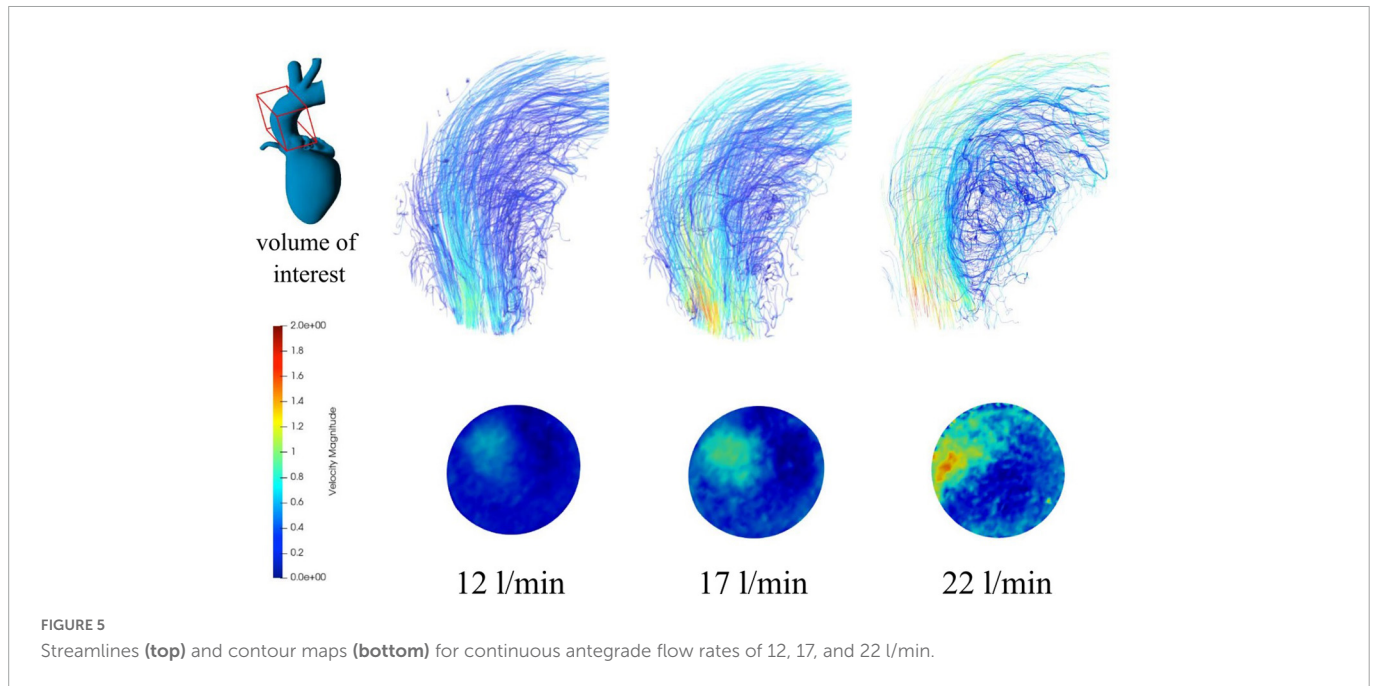 volume of
interest
2.0e+00
1.8
1.6
1.4
1.2
1
0.8
0.6
0.4
0.2
0.0e+00
Velocity Magnitude
12 l/min
17 l/min
22 l/min
FIGURE 5
Streamlines (top) and contour maps (bottom) for continuous antegrade flow rates of 12, 17, and 22 l/min.